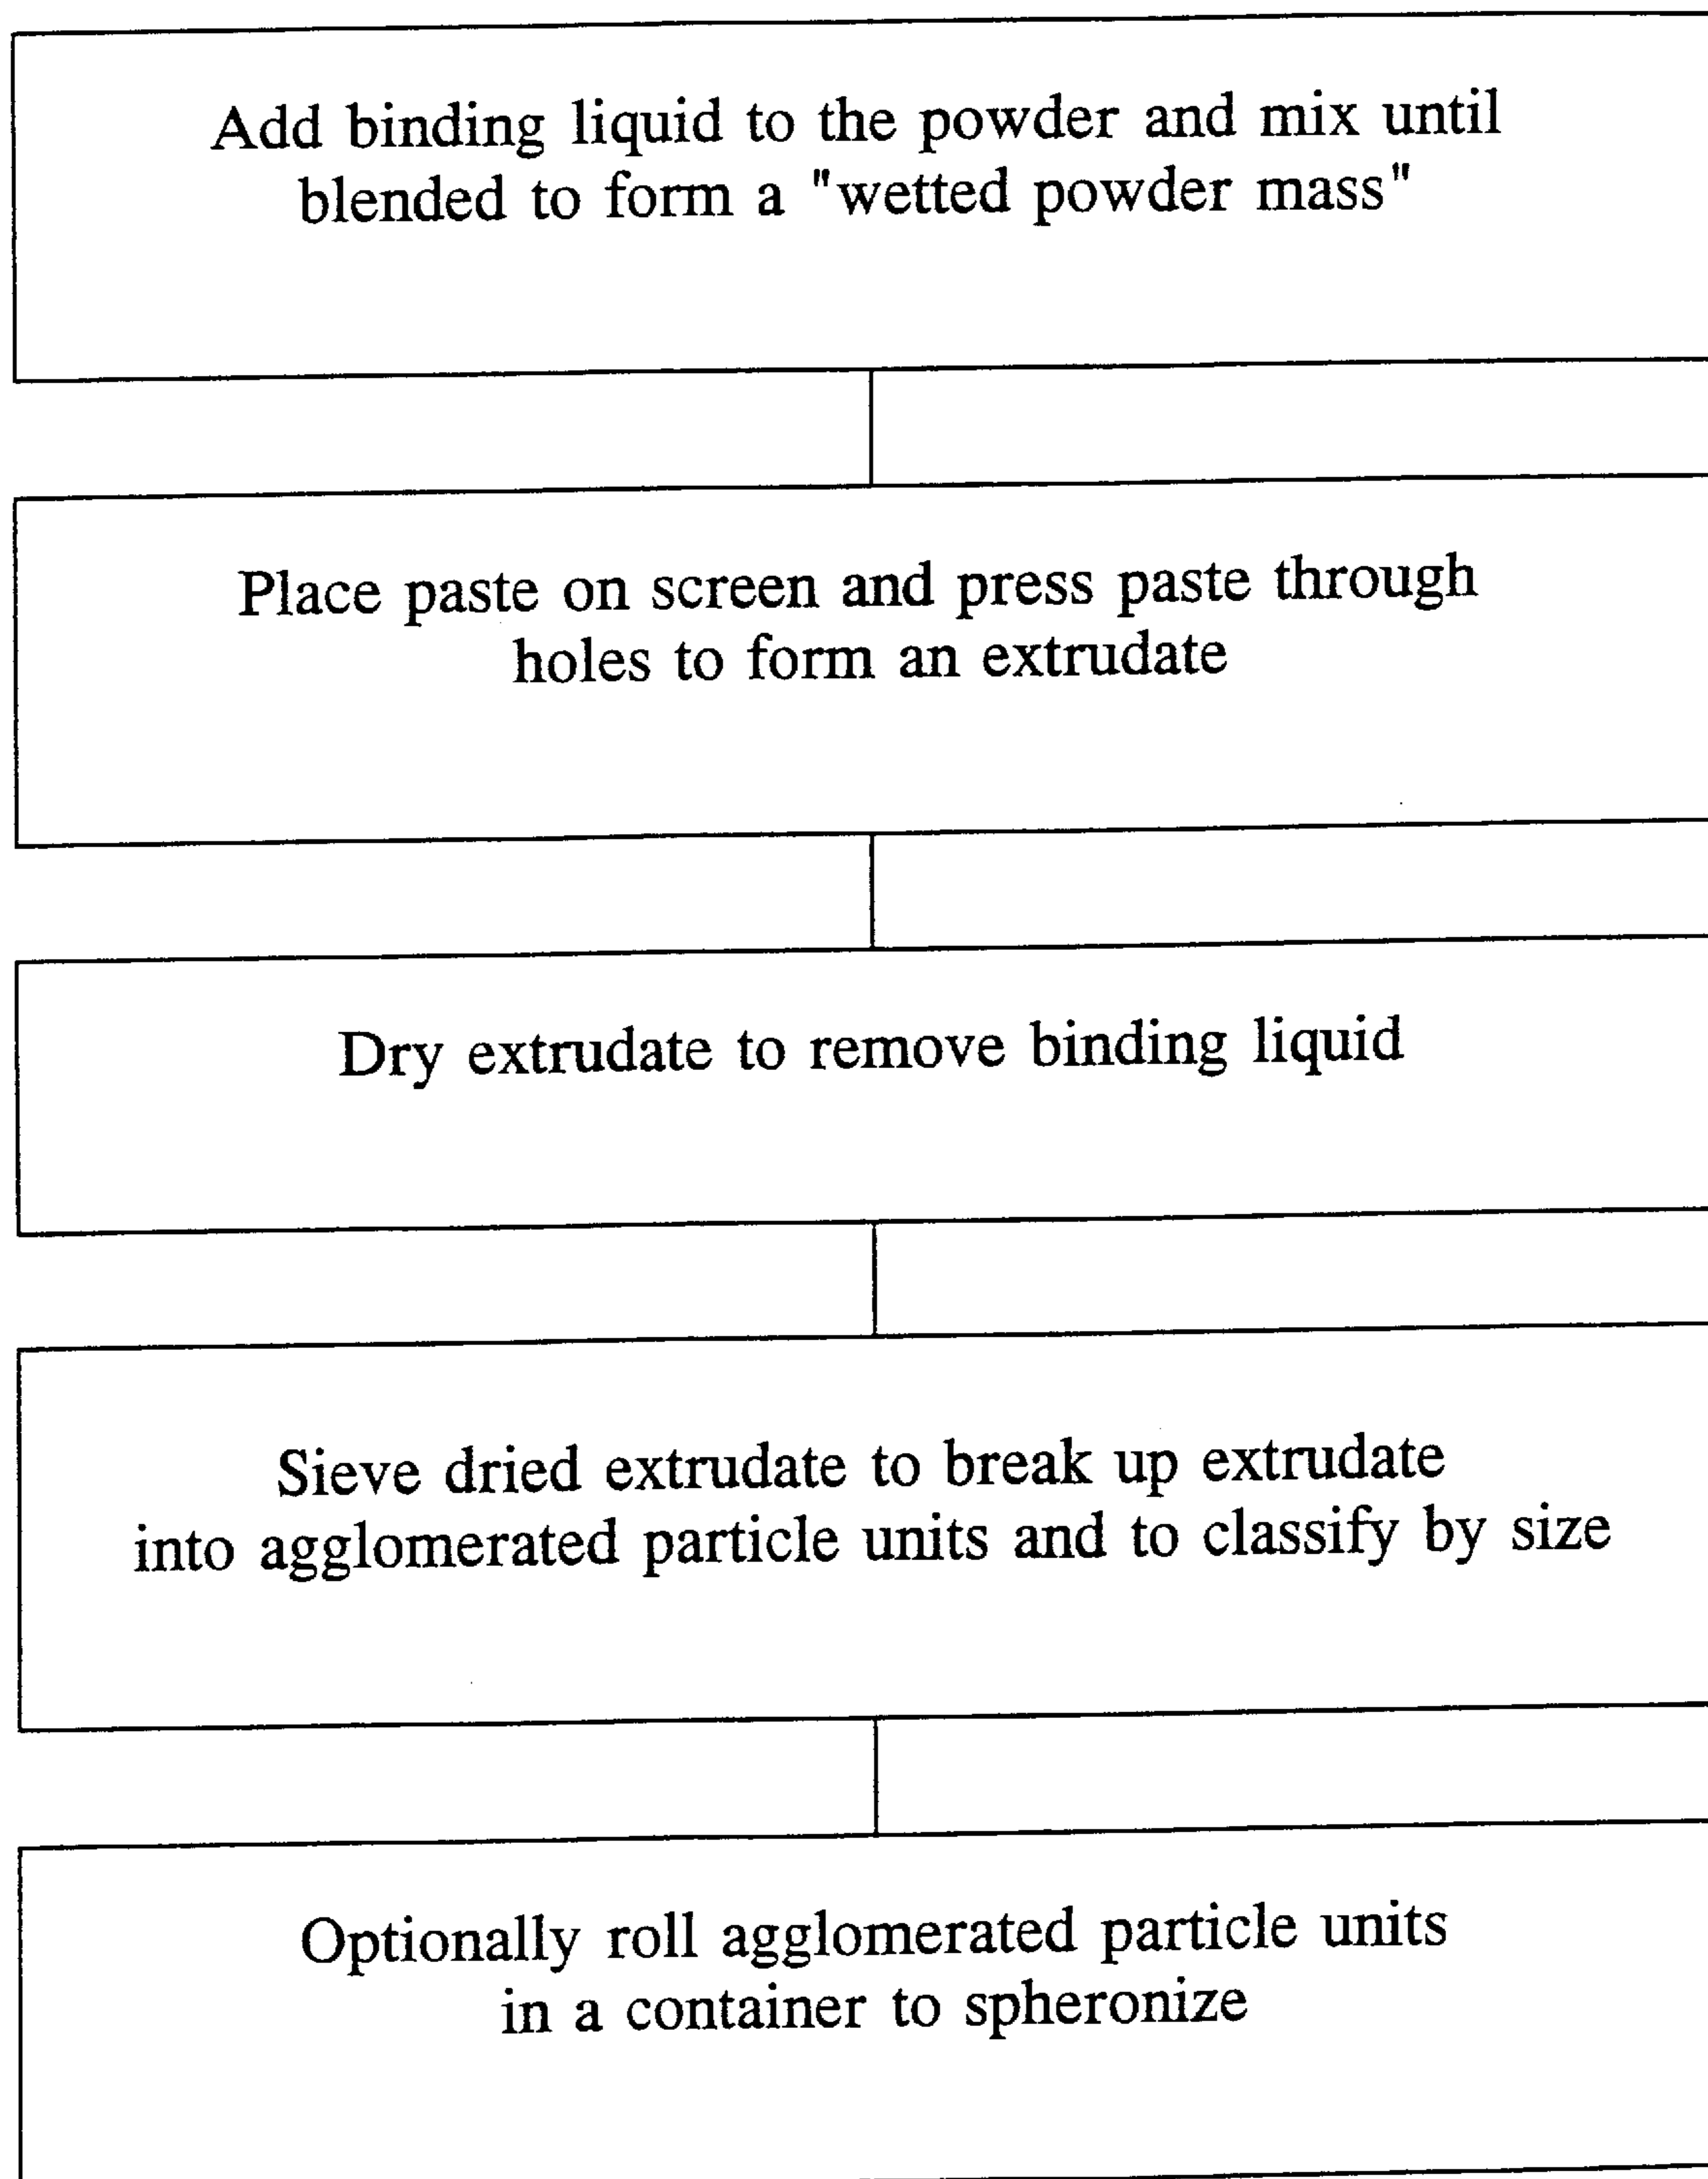 Add binding liquid to the powder and mix until
blended to form a "wetted powder mass"
Place paste on screen and press paste through
holes to form an extrudate
Dry extrudate to remove binding liquid
Sieve dried extrudate to break up extrudate
into agglomerated particle units and to classify by size
Optionally roll agglomerated particle units
in a container to spheronize